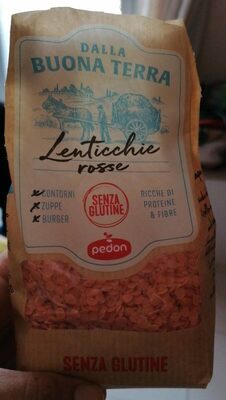 DALLA
BUONA TERRA
Lenticchie
rosse
CONTORNI
ZUPPE
BURGER
SENZA
GLUTINE
RICCHE DI
PROTEINE
& FIBRE
pedon
SENZA GLUTINE